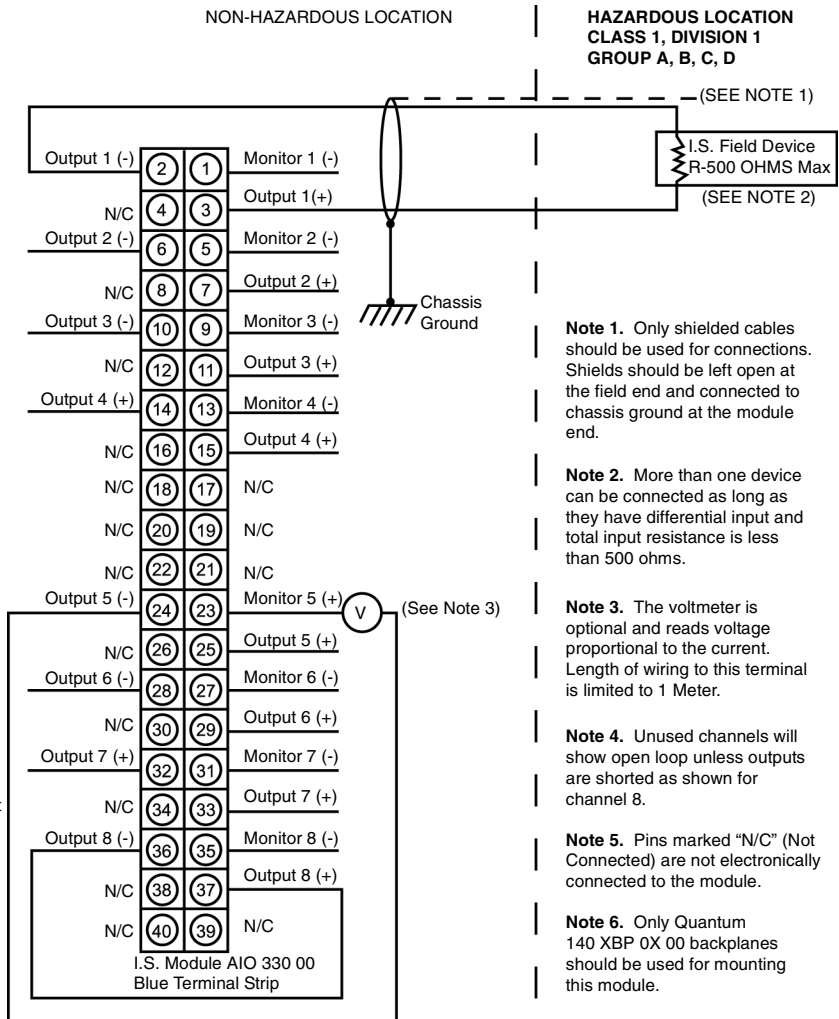 NON-HAZARDOUS LOCATION
HAZARDOUS LOCATION
CLASS 1, DIVISION 1
GROUP A, B, C, D
(SEE NOTE 1)
Output 1 (-) 2 1 Monitor 1 (-)
I.S. Field Device
R-500 OHMS Max
(SEE NOTE 2)
N/C 4 3 Output 1(+)
Output 2 (-) 6 5 Monitor 2 (-)
N/C 8 7 Output 2 (+)
Chassis
Ground
Output 3 (-) 10 9 Monitor 3 (-)
N/C 12 11 Output 3 (+)
Output 4 (+) 14 13 Monitor 4 (-)
N/C 16 15 Output 4 (+)
N/C 18 17 N/C
N/C 20 19 N/C
N/C 22 21 N/C
Output 5 (-) 24 23 Monitor 5 (+) V (See Note 3)
N/C 26 25 Output 5 (+)
Output 6 (-) 28 27 Monitor 6 (-)
N/C 30 29 Output 6 (+)
Output 7 (+) 32 31 Monitor 7 (-)
N/C 34 33 Output 7 (+)
Output 8 (-) 36 35 Monitor 8 (-)
N/C 38 37 Output 8 (+)
N/C 40 39 N/C
I.S. Module AIO 330 00
Blue Terminal Strip
Note 1. Only shielded cables
should be used for connections.
Shields should be left open at
the field end and connected to
chassis ground at the module
end.
Note 2. More than one device
can be connected as long as
they have differential input and
total input resistance is less
than 500 ohms.
Note 3. The voltmeter is
optional and reads voltage
proportional to the current.
Length of wiring to this terminal
is limited to 1 Meter.
Note 4. Unused channels will
show open loop unless outputs
are shorted as shown for
channel 8.
Note 5. Pins marked “N/C” (Not
Connected) are not electronically
connected to the module.
Note 6. Only Quantum
140 XBP 0X 00 backplanes
should be used for mounting
this module.